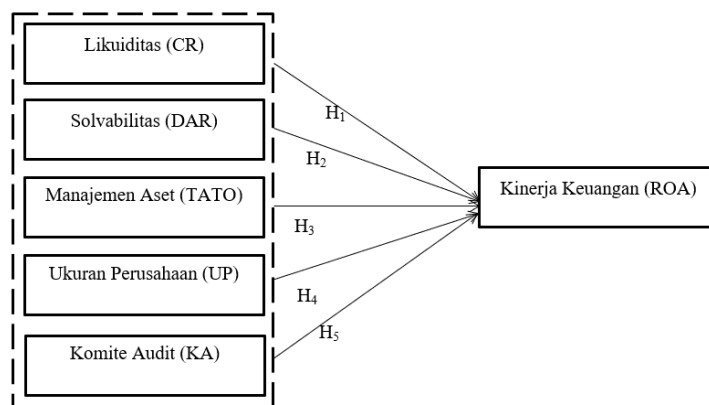 Likuiditas (CR)
H₁
Solvabilitas (DAR)
H₂
Manajemen Aset (TATO)
Kinerja Keuangan (ROA)
H₃
Ukuran Perusahaan (UP)
H₄
H₅
Komite Audit (KA)